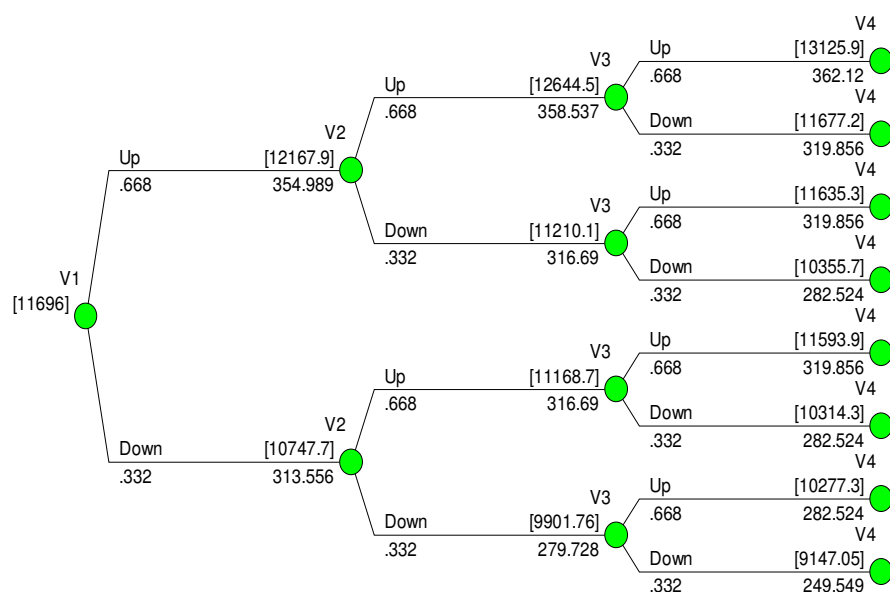 V4
Up [13125.9]
.668 362.12
V3
Up [12644.5]
.668 358.537
V4
Down [11677.2]
.332 319.856
V2
Up [12167.9]
.668 354.989
V4
Up [11635.3]
.668 319.856
V3
Down [11210.1]
.332 316.69
V4
Down [10355.7]
.332 282.524
V1
[11696]
V4
Up [11593.9]
.668 319.856
V3
Up [11168.7]
.668 316.69
V4
Down [10314.3]
.332 282.524
V2
Down [10747.7]
.332 313.556
V4
Up [10277.3]
.668 282.524
V3
Down [9901.76]
.332 279.728
V4
Down [9147.05]
.332 249.549